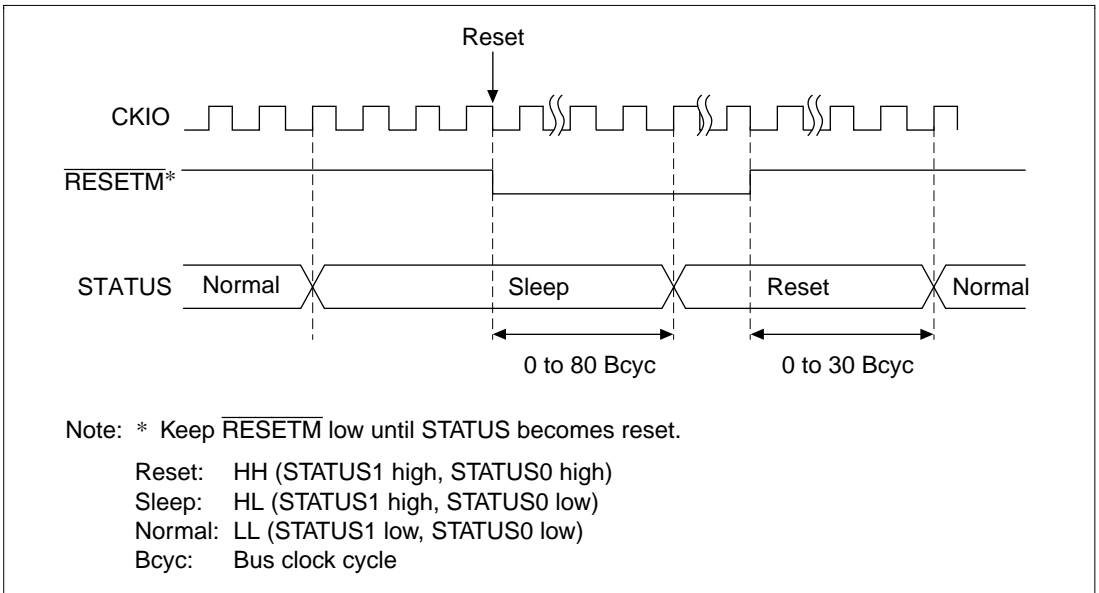 Reset
CKIO
RESETM*
STATUS Normal Sleep Reset Normal
0 to 80 Bcyc 0 to 30 Bcyc
Note: * Keep RESETM low until STATUS becomes reset.
Reset: HH (STATUS1 high, STATUS0 high)
Sleep: HL (STATUS1 high, STATUS0 low)
Normal: LL (STATUS1 low, STATUS0 low)
Bcyc: Bus clock cycle